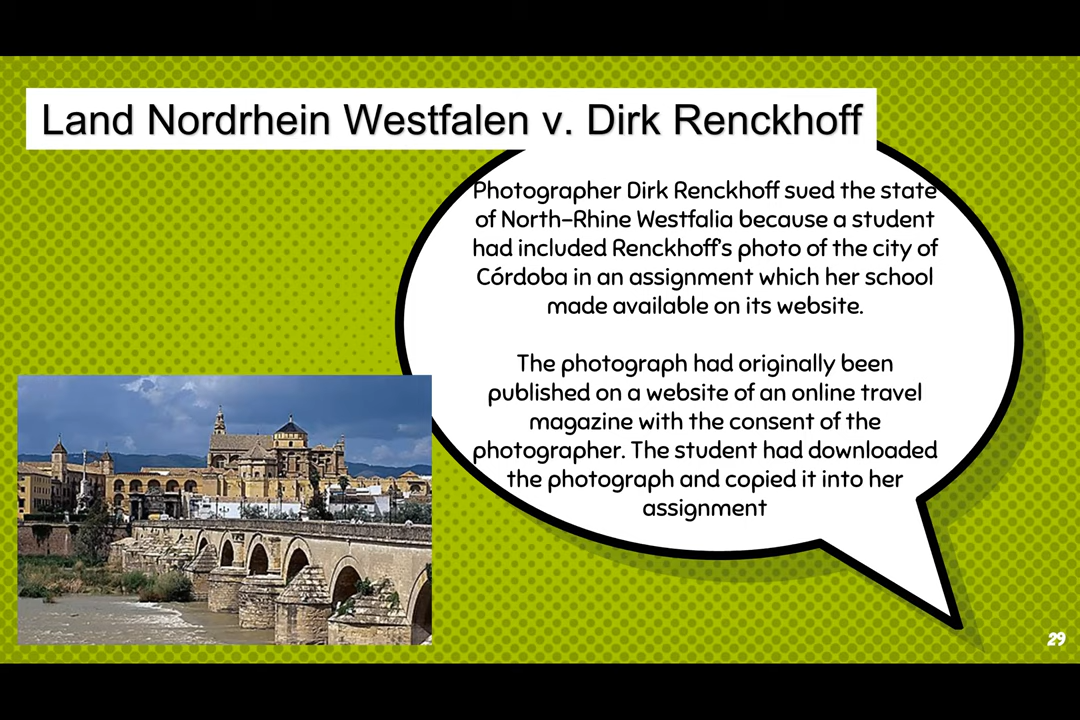 Land Nordrhein Westfalen v. Dirk Renckhoff
Photographer Dirk Renckhoff sued the state
of North-Rhine Westfalia because a student
had included Renckhoff's photo of the city of
Córdoba in an assignment which her school
made available on its website.
The photograph had originally been
published on a website of an online travel
magazine with the consent of the
photographer. The student had downloaded
the photograph and copied it into her
assignment
29